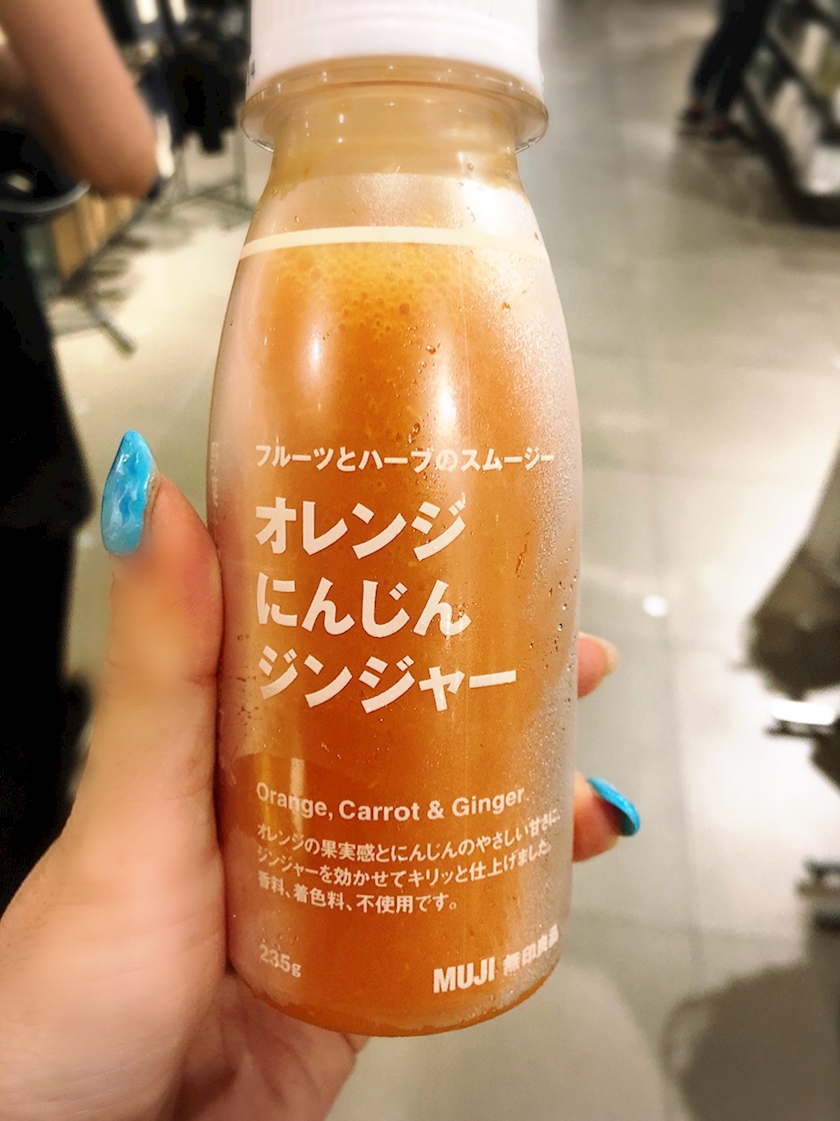 フルーツとハーブのスムージー
オレンジ
にんじん
ジンジャー
Orange, Carrot & Ginger
オレンジの果実感とにんじんのやさしい甘さに、
ジンジャーを効かせてキリッと仕上げました。
香料、着色料、不使用です。
235g
MUJI 無印良品